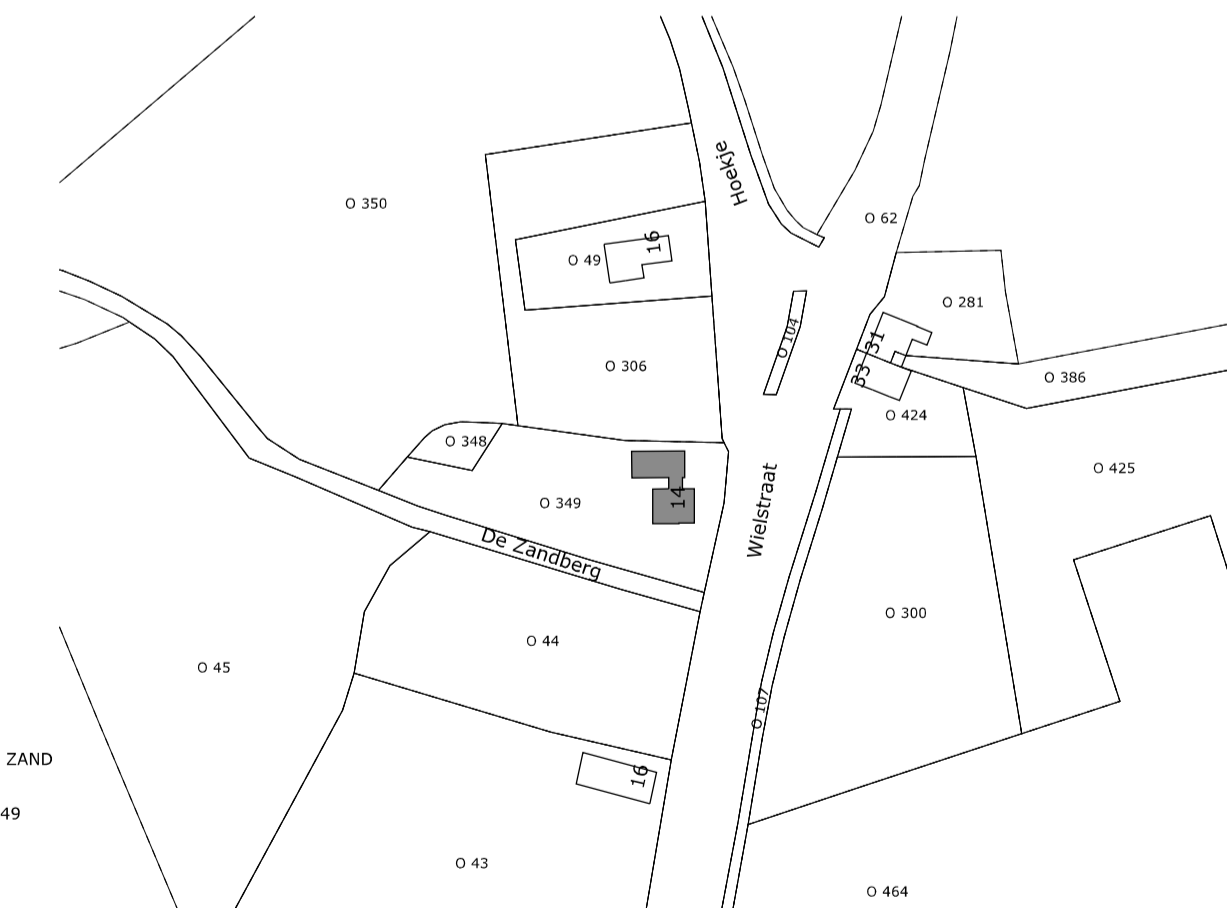 Hoekje
O 350
O 62
16
O 49
O 281
O 104
31
O 306
33
O 386
O 424
O 348
O 425
14
O 349
Wielstraat
De Zandberg
O 300
O 44
O 45
O 107
ZAND
16
49
O 43
O 464